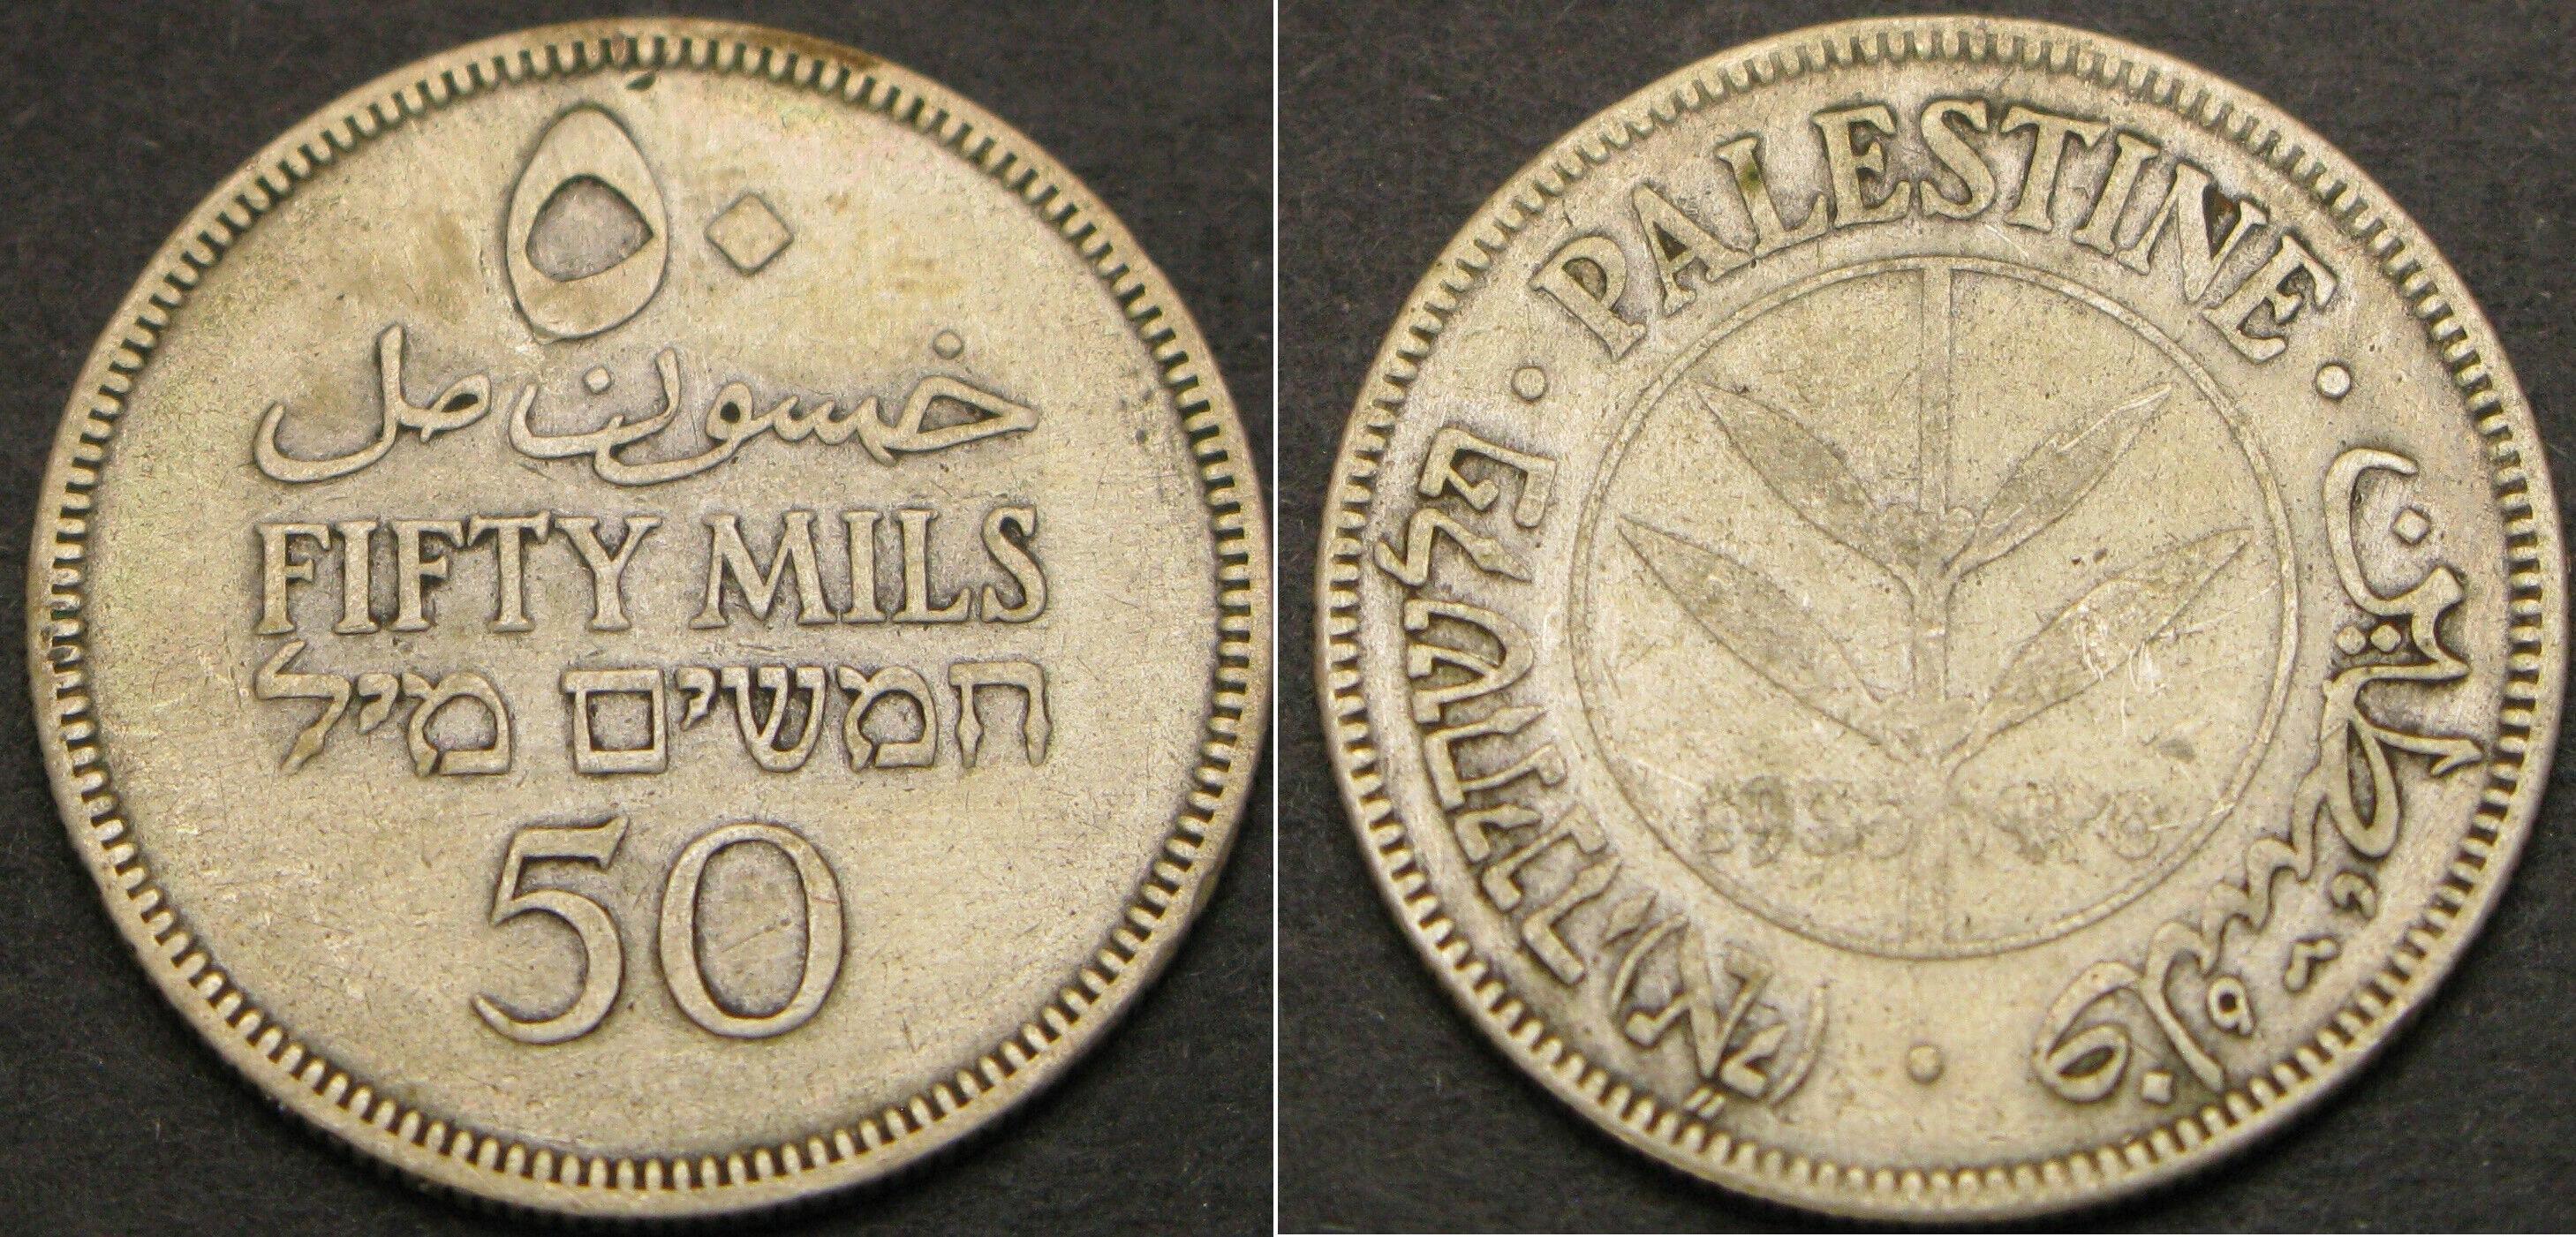 ٥٠
خمسون مل
FIFTY MILS
חמשים מיל
50
PALESTINE
فلسطين
פלשתינה (א״י)